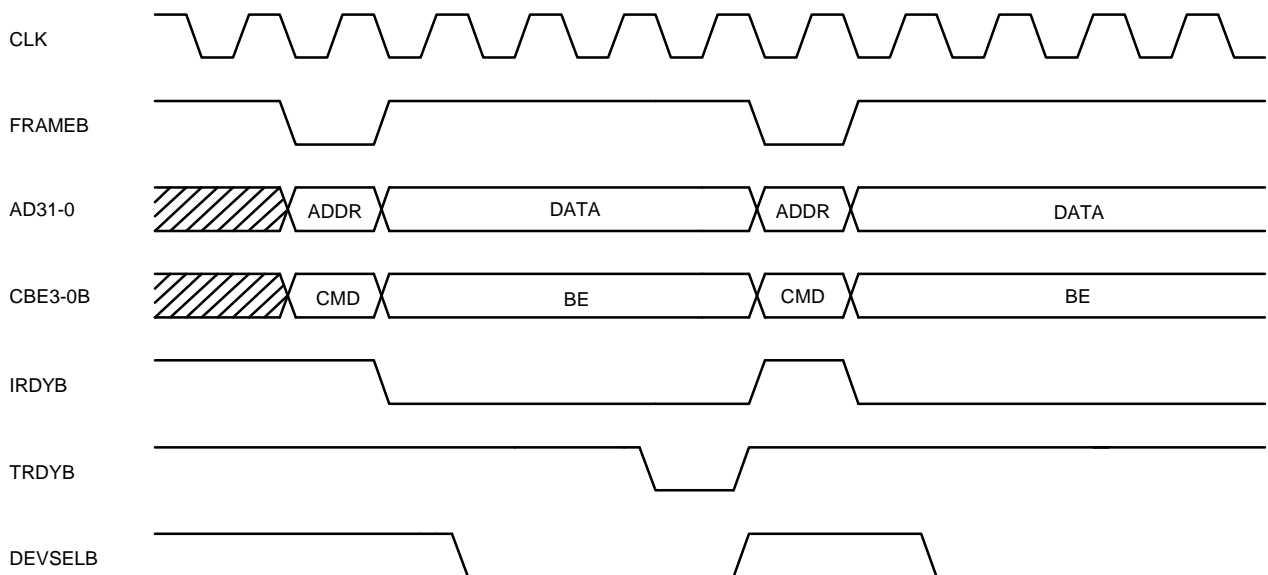 CLK
FRAMEB
AD31-0
ADDR DATA ADDR DATA
CBE3-0B
CMD BE CMD BE
IRDYB
TRDYB
DEVSELB